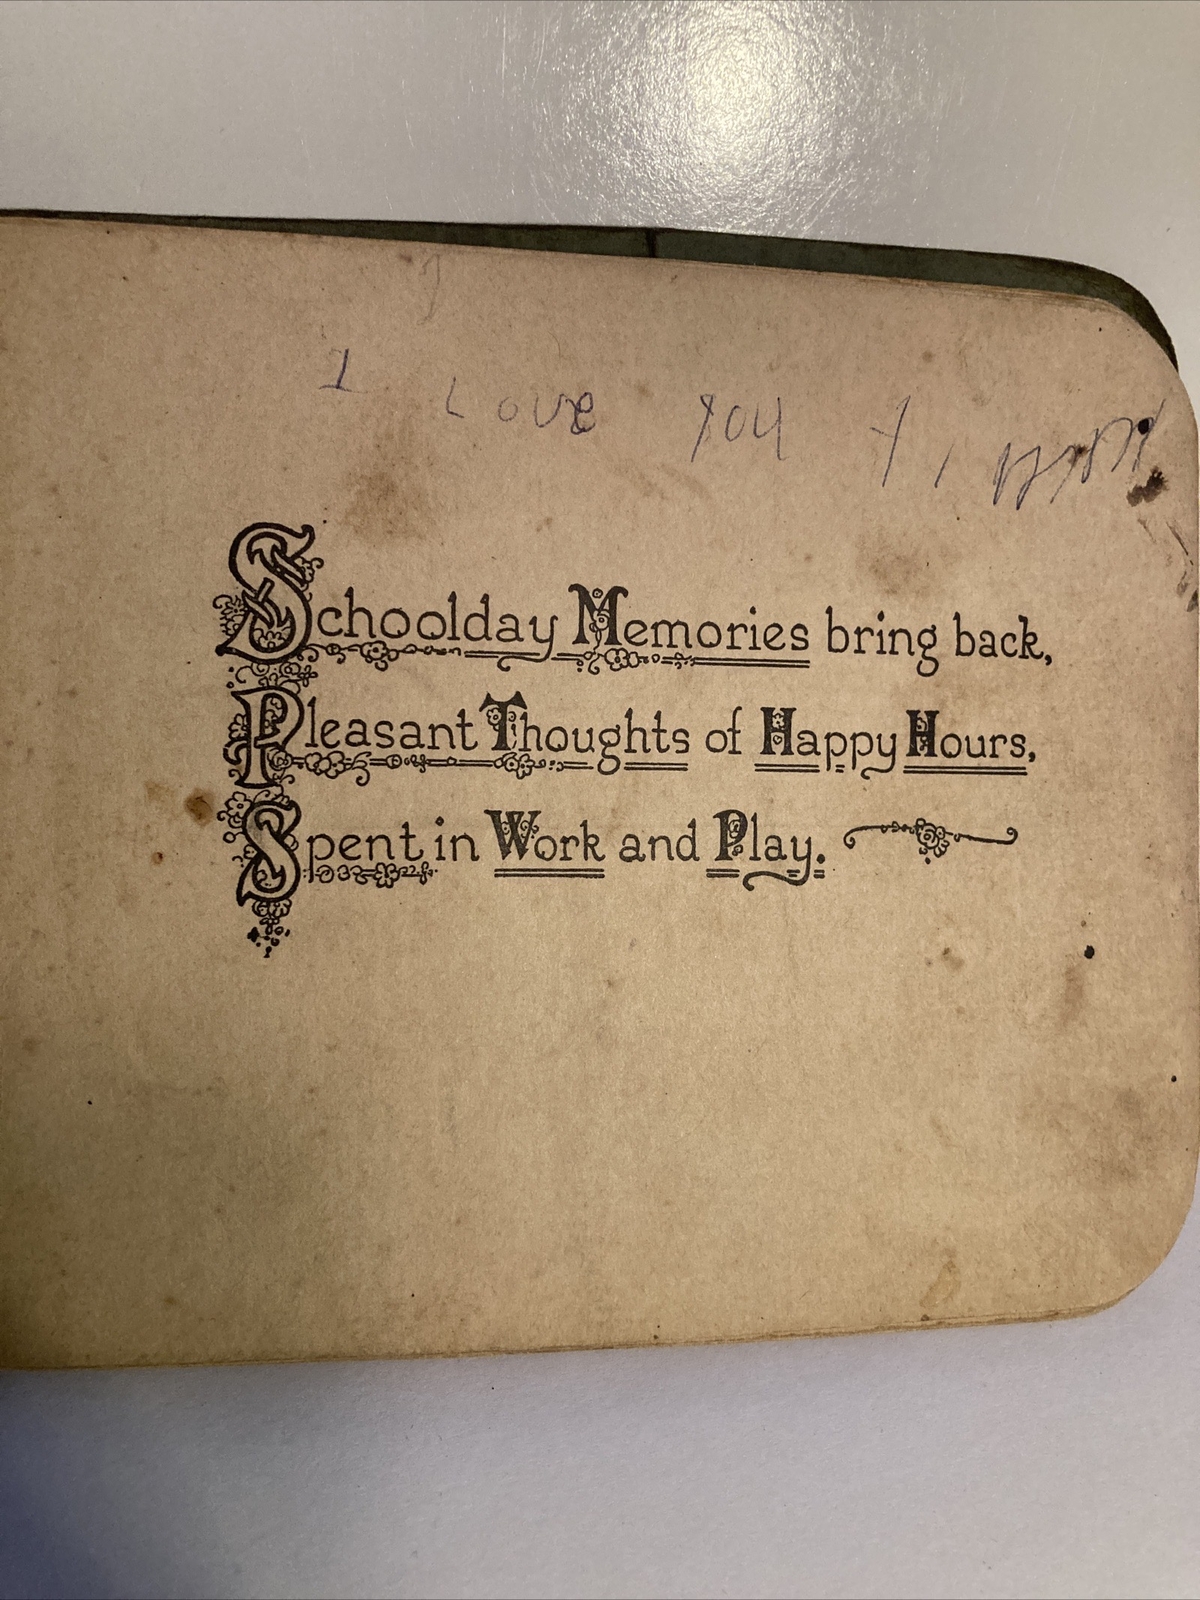 I Love you
Schoolday Memories bring back,
Pleasant Thoughts of Happy Hours,
Spent in Work and Play.